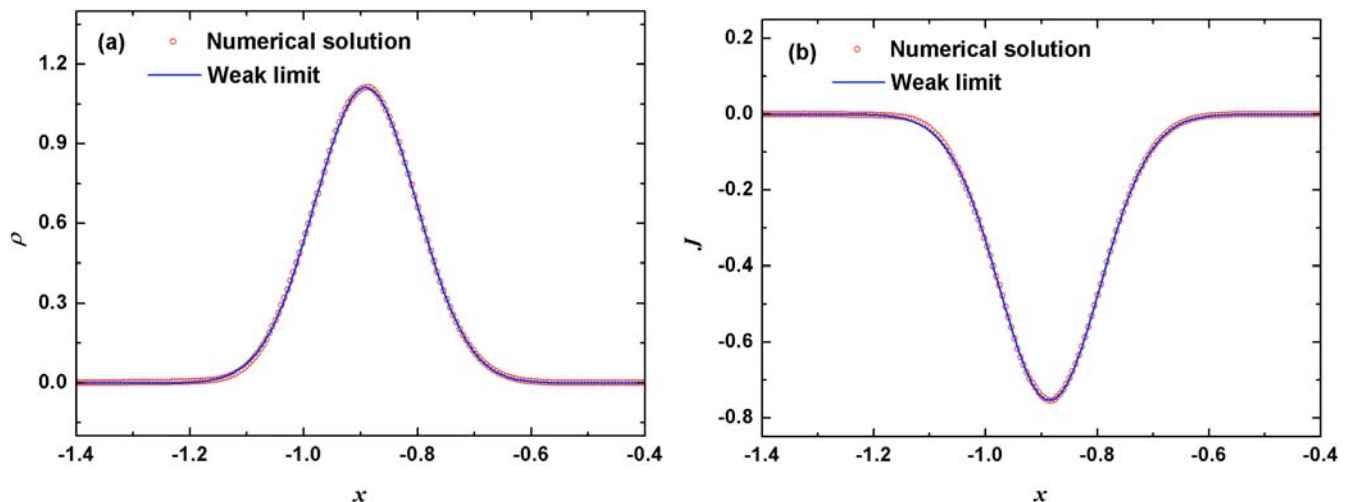 (a)
Numerical solution
Weak limit
1.2
0.9
0.6
0.3
0.0
ρ
-1.4 -1.2 -1.0 -0.8 -0.6 -0.4
x
(b)
Numerical solution
Weak limit
0.2
0.0
-0.2
-0.4
-0.6
-0.8
J
-1.4 -1.2 -1.0 -0.8 -0.6 -0.4
x